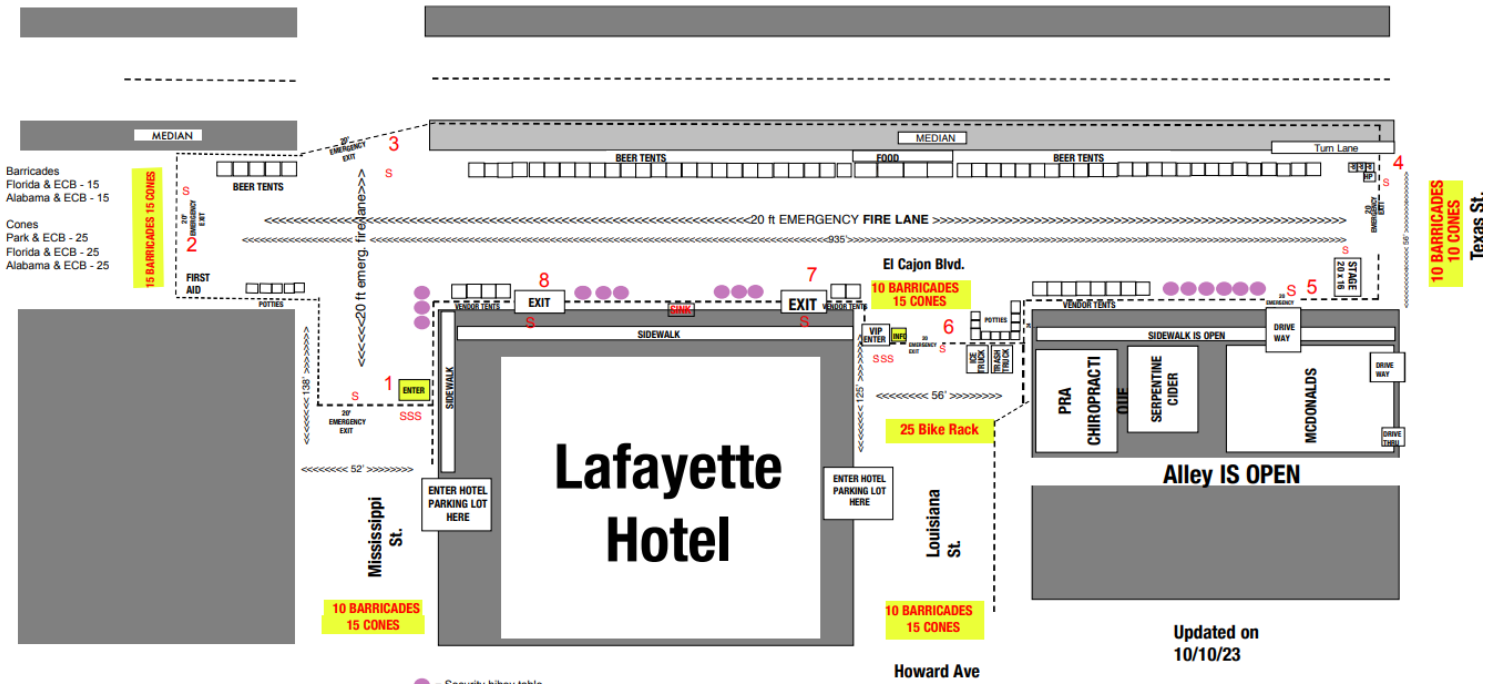 MEDIAN
MEDIAN
Turn Lane
20'
EMERGENCY
EXIT
3
S
BEER TENTS
FOOD
BEER TENTS
4
HP
S
Barricades
Florida & ECB - 15
Alabama & ECB - 15
Cones
Park & ECB - 25
Florida & ECB - 25
Alabama & ECB - 25
15 BARRICADES 15 CONES
BEER TENTS
S
20'
EMERGENCY
EXIT
2
FIRST
AID
POTTIES
<<<<<20 ft emerg. firelane>>>>
20 ft EMERGENCY FIRE LANE
935'
20
EMERGENCY
EXIT
56'
10 BARRICADES
10 CONES
Texas St.
El Cajon Blvd.
S
STAGE
20 x 16
8
EXIT
S
7
EXIT
S
VENDOR TENTS
SINK
VENDOR TENTS
10 BARRICADES
15 CONES
5
S
20
EMERGENCY
VENDOR TENTS
SIDEWALK
SIDEWALK
VIP
ENTER
INFO
20
EMERGENCY
EXIT
6
S
SSS
POTTIES
ICE
TRUCK
TRASH
TRUCK
SIDEWALK IS OPEN
DRIVE
WAY
DRIVE
WAY
DRIVE
THRU
138'
1
S
ENTER
SSS
20'
EMERGENCY
EXIT
<<<<<<<< 52' >>>>>>>>
125'
<<<<<<<< 56' >>>>>>>>
25 Bike Rack
PRA
CHIROPRACTI
QUE
SERPENTINE
CIDER
MCDONALDS
Alley IS OPEN
Lafayette
Hotel
ENTER HOTEL
PARKING LOT
HERE
ENTER HOTEL
PARKING LOT
HERE
Mississippi
St.
Louisiana
St.
10 BARRICADES
15 CONES
10 BARRICADES
15 CONES
Updated on
10/10/23
Howard Ave